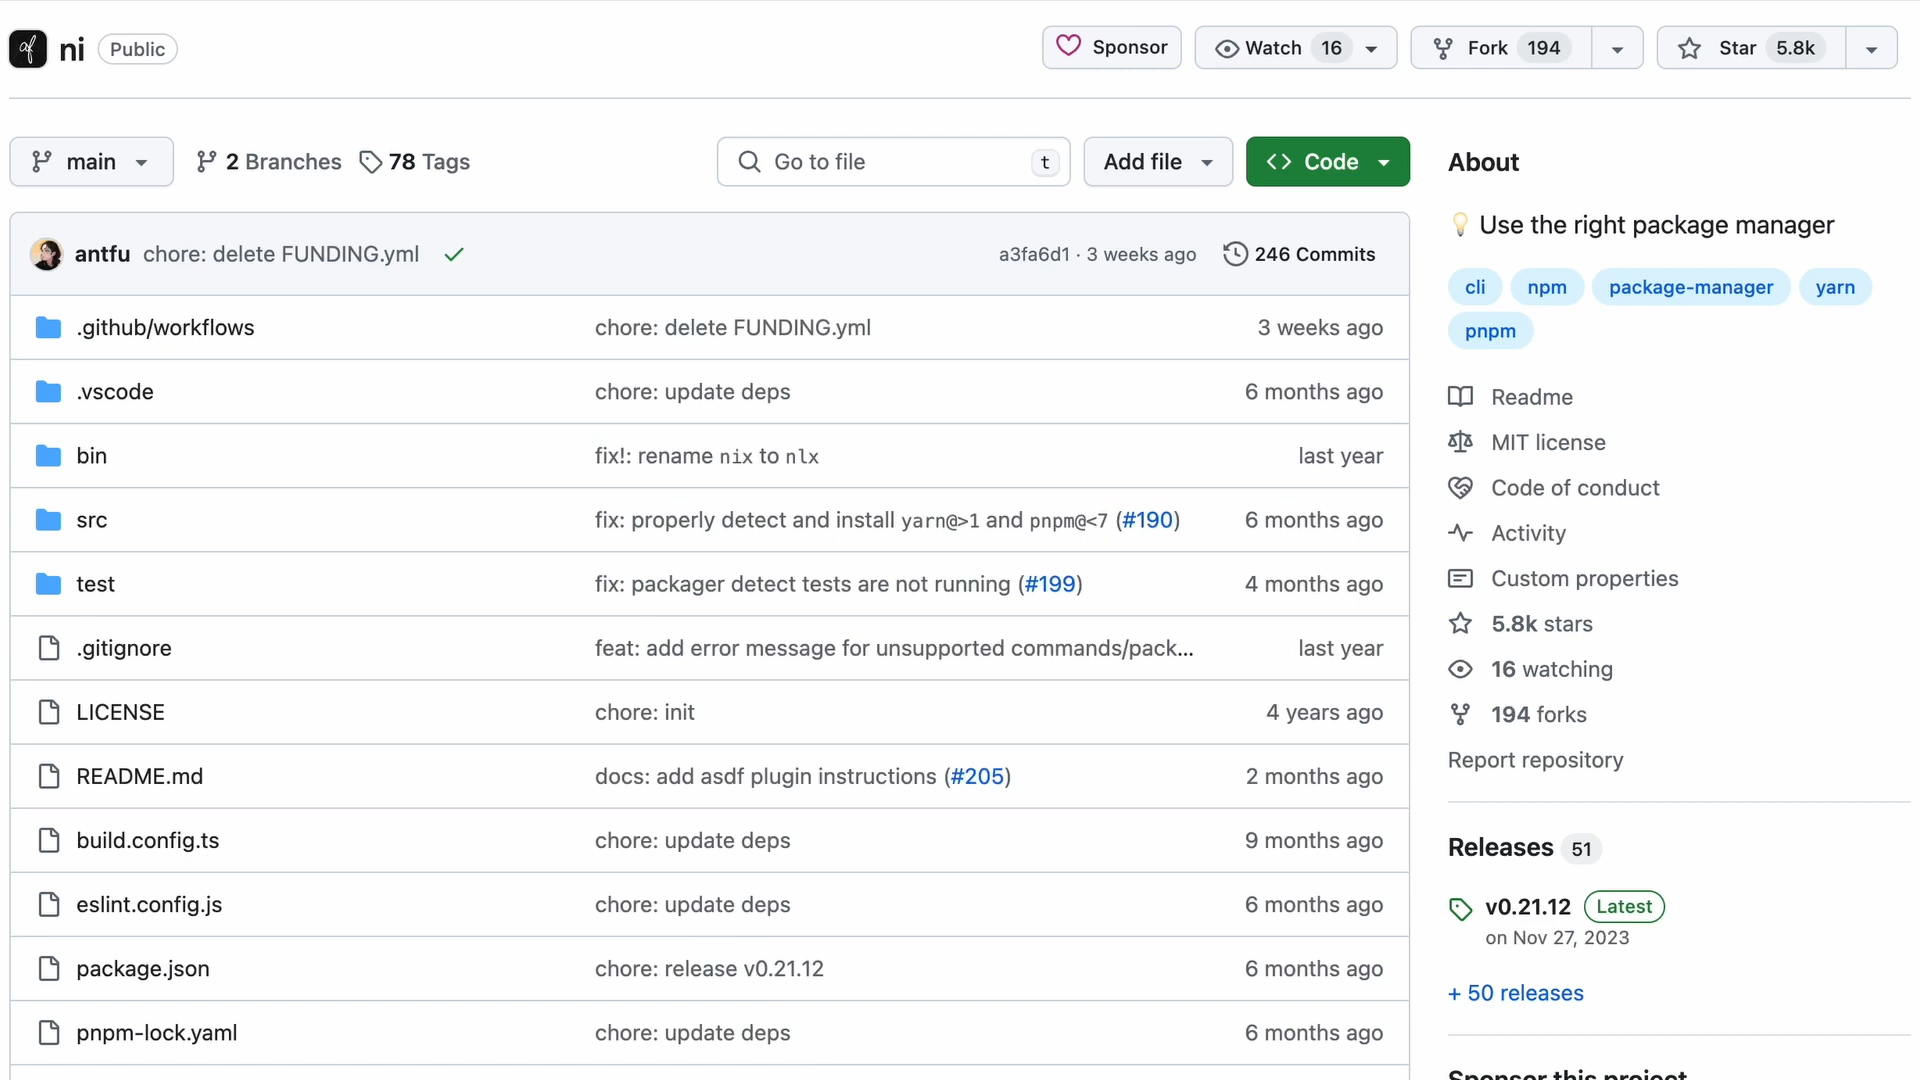 ni Public Sponsor Watch 16 Fork 194 Star 5.8k
main 2 Branches 78 Tags Go to file t Add file Code
antfu chore: delete FUNDING.yml a3fa6d1 · 3 weeks ago 246 Commits
.github/workflows chore: delete FUNDING.yml 3 weeks ago
.vscode chore: update deps 6 months ago
bin fix!: rename nix to nlx last year
src fix: properly detect and install yarn@>1 and pnpm@<7 (#190) 6 months ago
test fix: packager detect tests are not running (#199) 4 months ago
.gitignore feat: add error message for unsupported commands/pack... last year
LICENSE chore: init 4 years ago
README.md docs: add asdf plugin instructions (#205) 2 months ago
build.config.ts chore: update deps 9 months ago
eslint.config.js chore: update deps 6 months ago
package.json chore: release v0.21.12 6 months ago
pnpm-lock.yaml chore: update deps 6 months ago
About
💡 Use the right package manager
cli npm package-manager yarn
pnpm
Readme
MIT license
Code of conduct
Activity
Custom properties
5.8k stars
16 watching
194 forks
Report repository
Releases 51
v0.21.12 Latest
on Nov 27, 2023
+ 50 releases
Sponsor this project